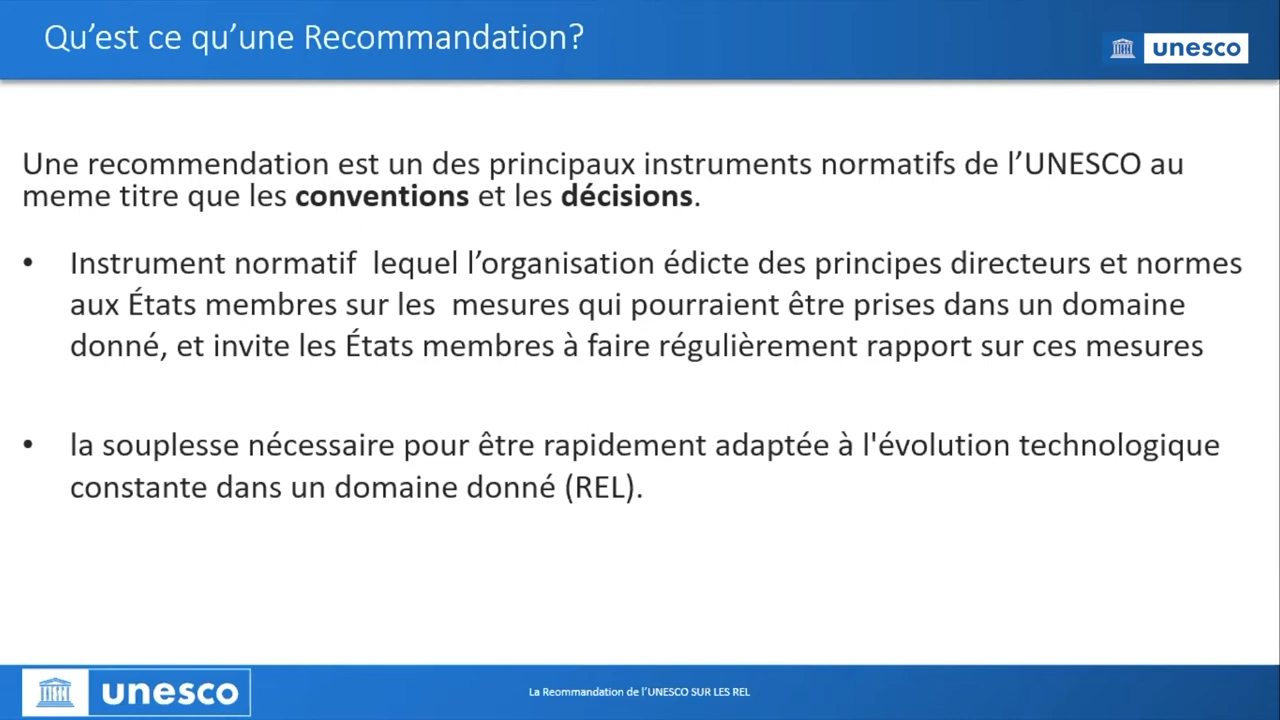 Qu’est ce qu’une Recommandation?
unesco
Une recommendation est un des principaux instruments normatifs de l’UNESCO au
meme titre que les conventions et les décisions.
• Instrument normatif  lequel l’organisation édicte des principes directeurs et normes
aux États membres sur les  mesures qui pourraient être prises dans un domaine
donné, et invite les États membres à faire régulièrement rapport sur ces mesures
• la souplesse nécessaire pour être rapidement adaptée à l'évolution technologique
constante dans un domaine donné (REL).
unesco
La Reommandation de l’UNESCO SUR LES REL